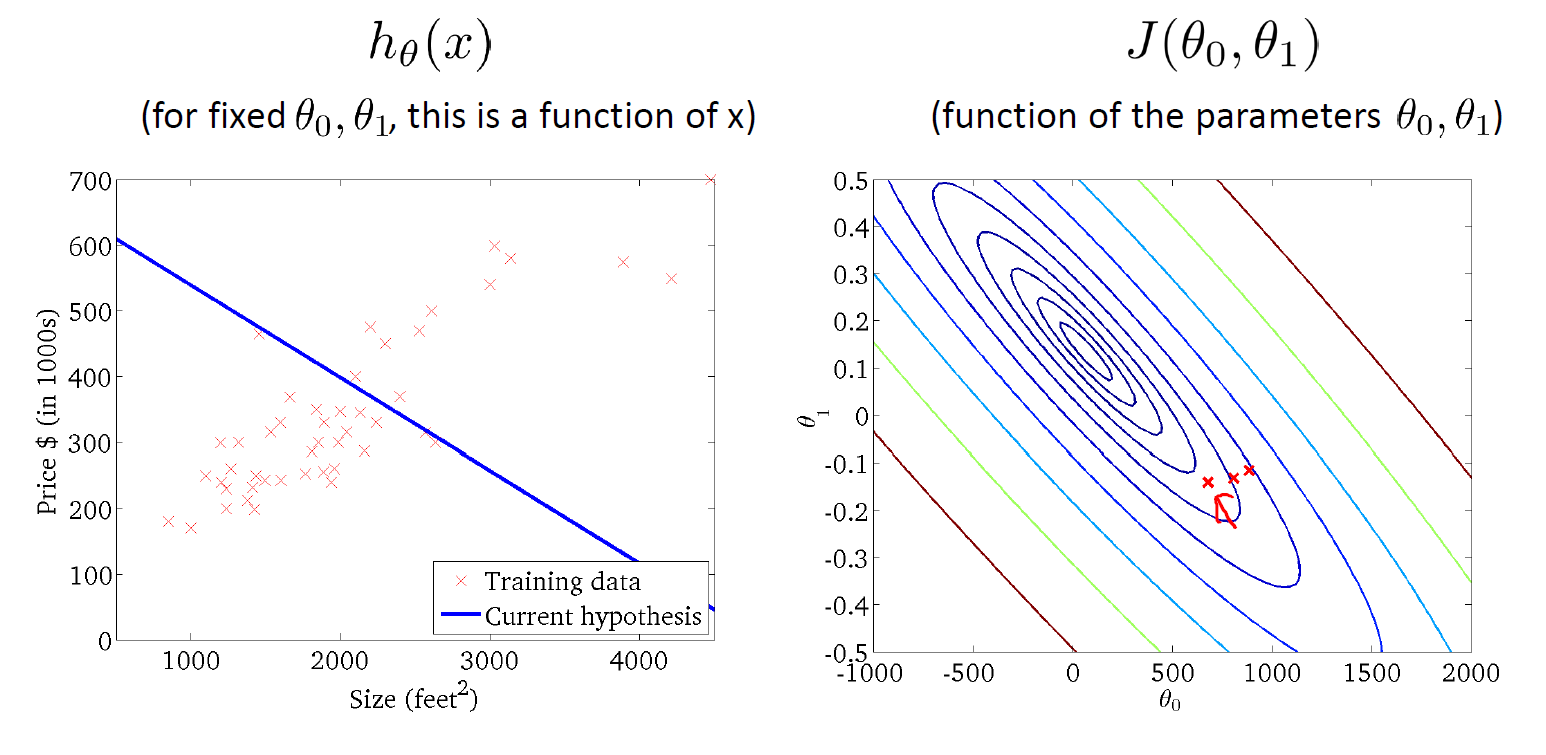 hθ(x)
(for fixed θ0, θ1, this is a function of x)
700
600
500
400
300
200
100
0
Price $ (in 1000s)
1000 2000 3000 4000
Size (feet²)
Training data
Current hypothesis
J(θ0, θ1)
(function of the parameters θ0, θ1)
0.5
0.4
0.3
0.2
0.1
0
-0.1
-0.2
-0.3
-0.4
-0.5
θ1
-1000 -500 0 500 1000 1500 2000
θ0